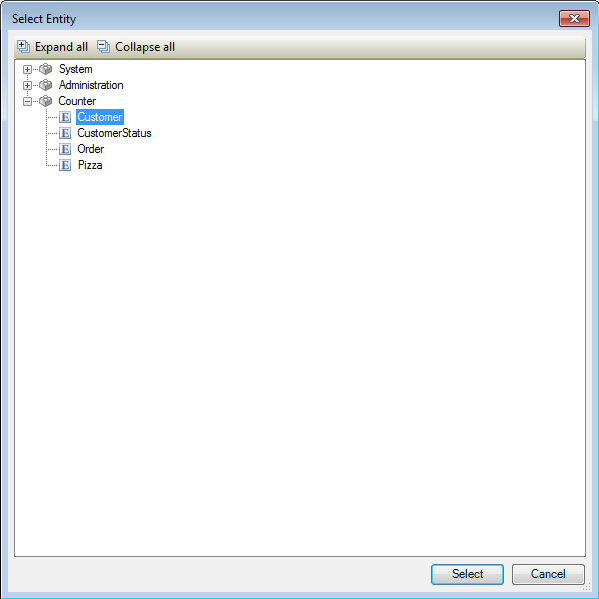 Select Entity
Expand all Collapse all
System
Administration
Counter
E Customer
E CustomerStatus
E Order
E Pizza
Select Cancel